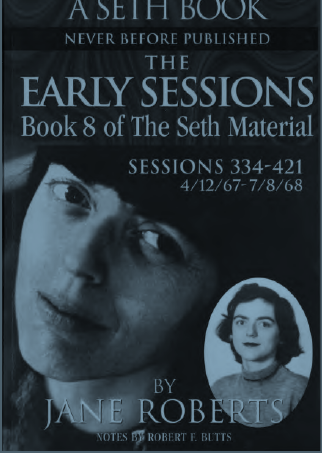 A SETH BOOK
NEVER BEFORE PUBLISHED
THE
EARLY SESSIONS
Book 8 of The Seth Material
SESSIONS 334-421
4/12/67-7/8/68
BY
JANE ROBERTS
NOTES BY ROBERT F. BUTTS